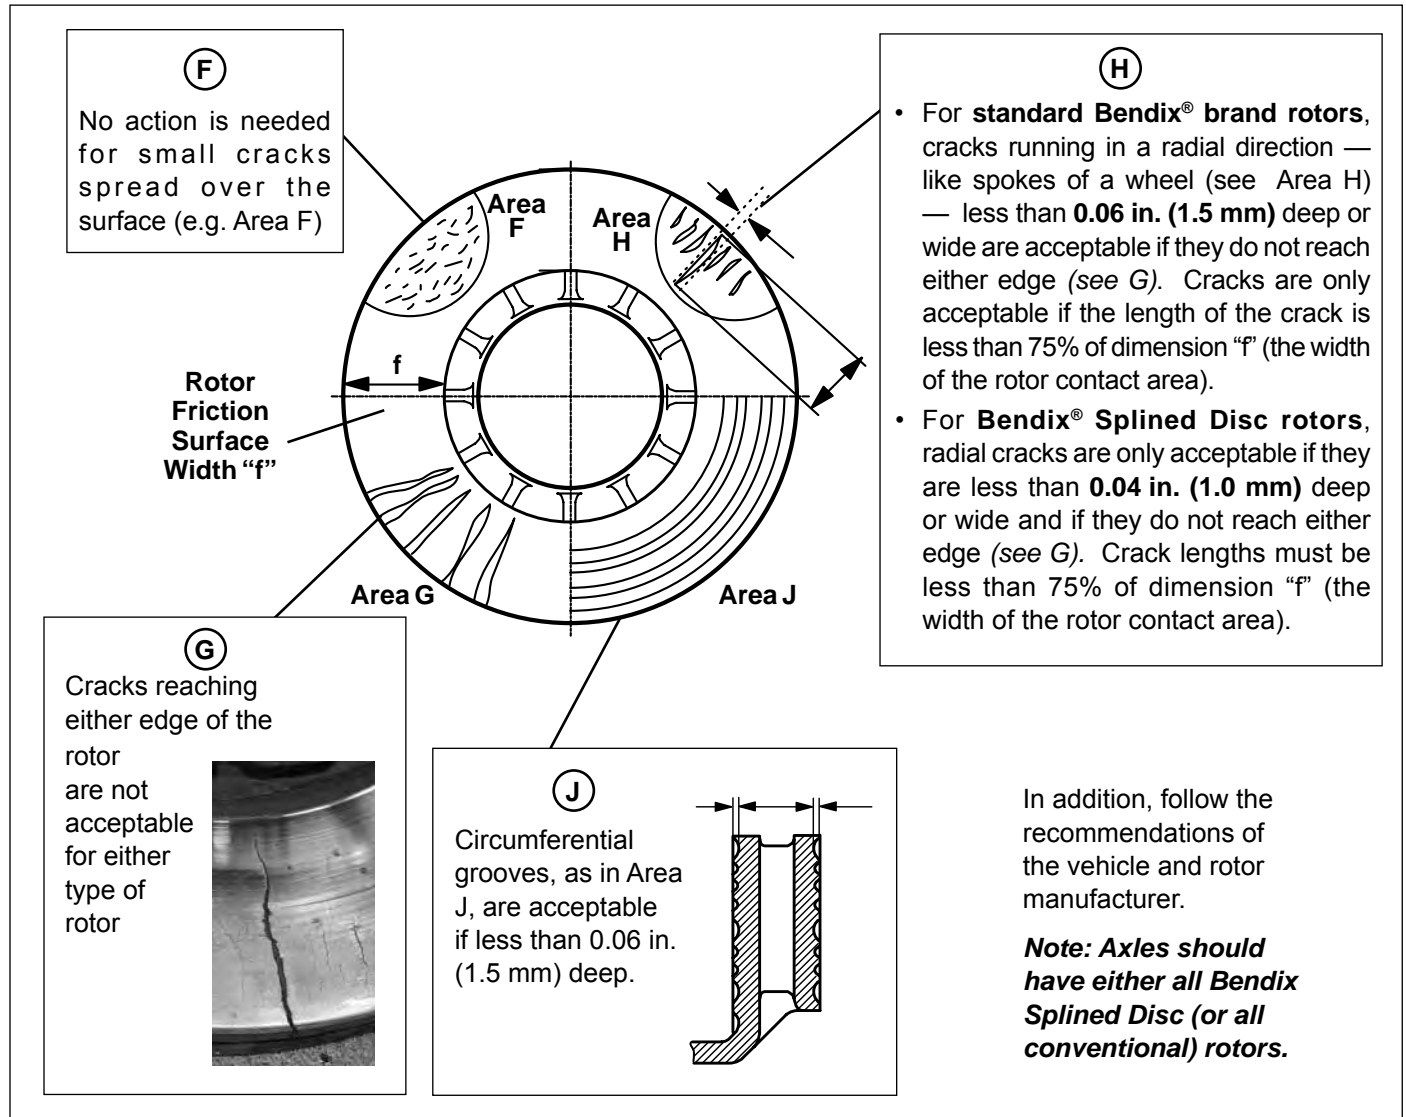 F
No action is needed
for small cracks
spread over the
surface (e.g. Area F)
Area
F
Area
H
f
Rotor
Friction
Surface
Width “f”
Area G
Area J
H
• For standard Bendix® brand rotors,
cracks running in a radial direction —
like spokes of a wheel (see Area H)
— less than 0.06 in. (1.5 mm) deep or
wide are acceptable if they do not reach
either edge (see G). Cracks are only
acceptable if the length of the crack is
less than 75% of dimension “f” (the width
of the rotor contact area).
• For Bendix® Splined Disc rotors,
radial cracks are only acceptable if they
are less than 0.04 in. (1.0 mm) deep
or wide and if they do not reach either
edge (see G). Crack lengths must be
less than 75% of dimension “f” (the
width of the rotor contact area).
G
Cracks reaching
either edge of the
rotor
are not
acceptable
for either
type of
rotor
J
Circumferential
grooves, as in Area
J, are acceptable
if less than 0.06 in.
(1.5 mm) deep.
In addition, follow the
recommendations of
the vehicle and rotor
manufacturer.
Note: Axles should
have either all Bendix
Splined Disc (or all
conventional) rotors.